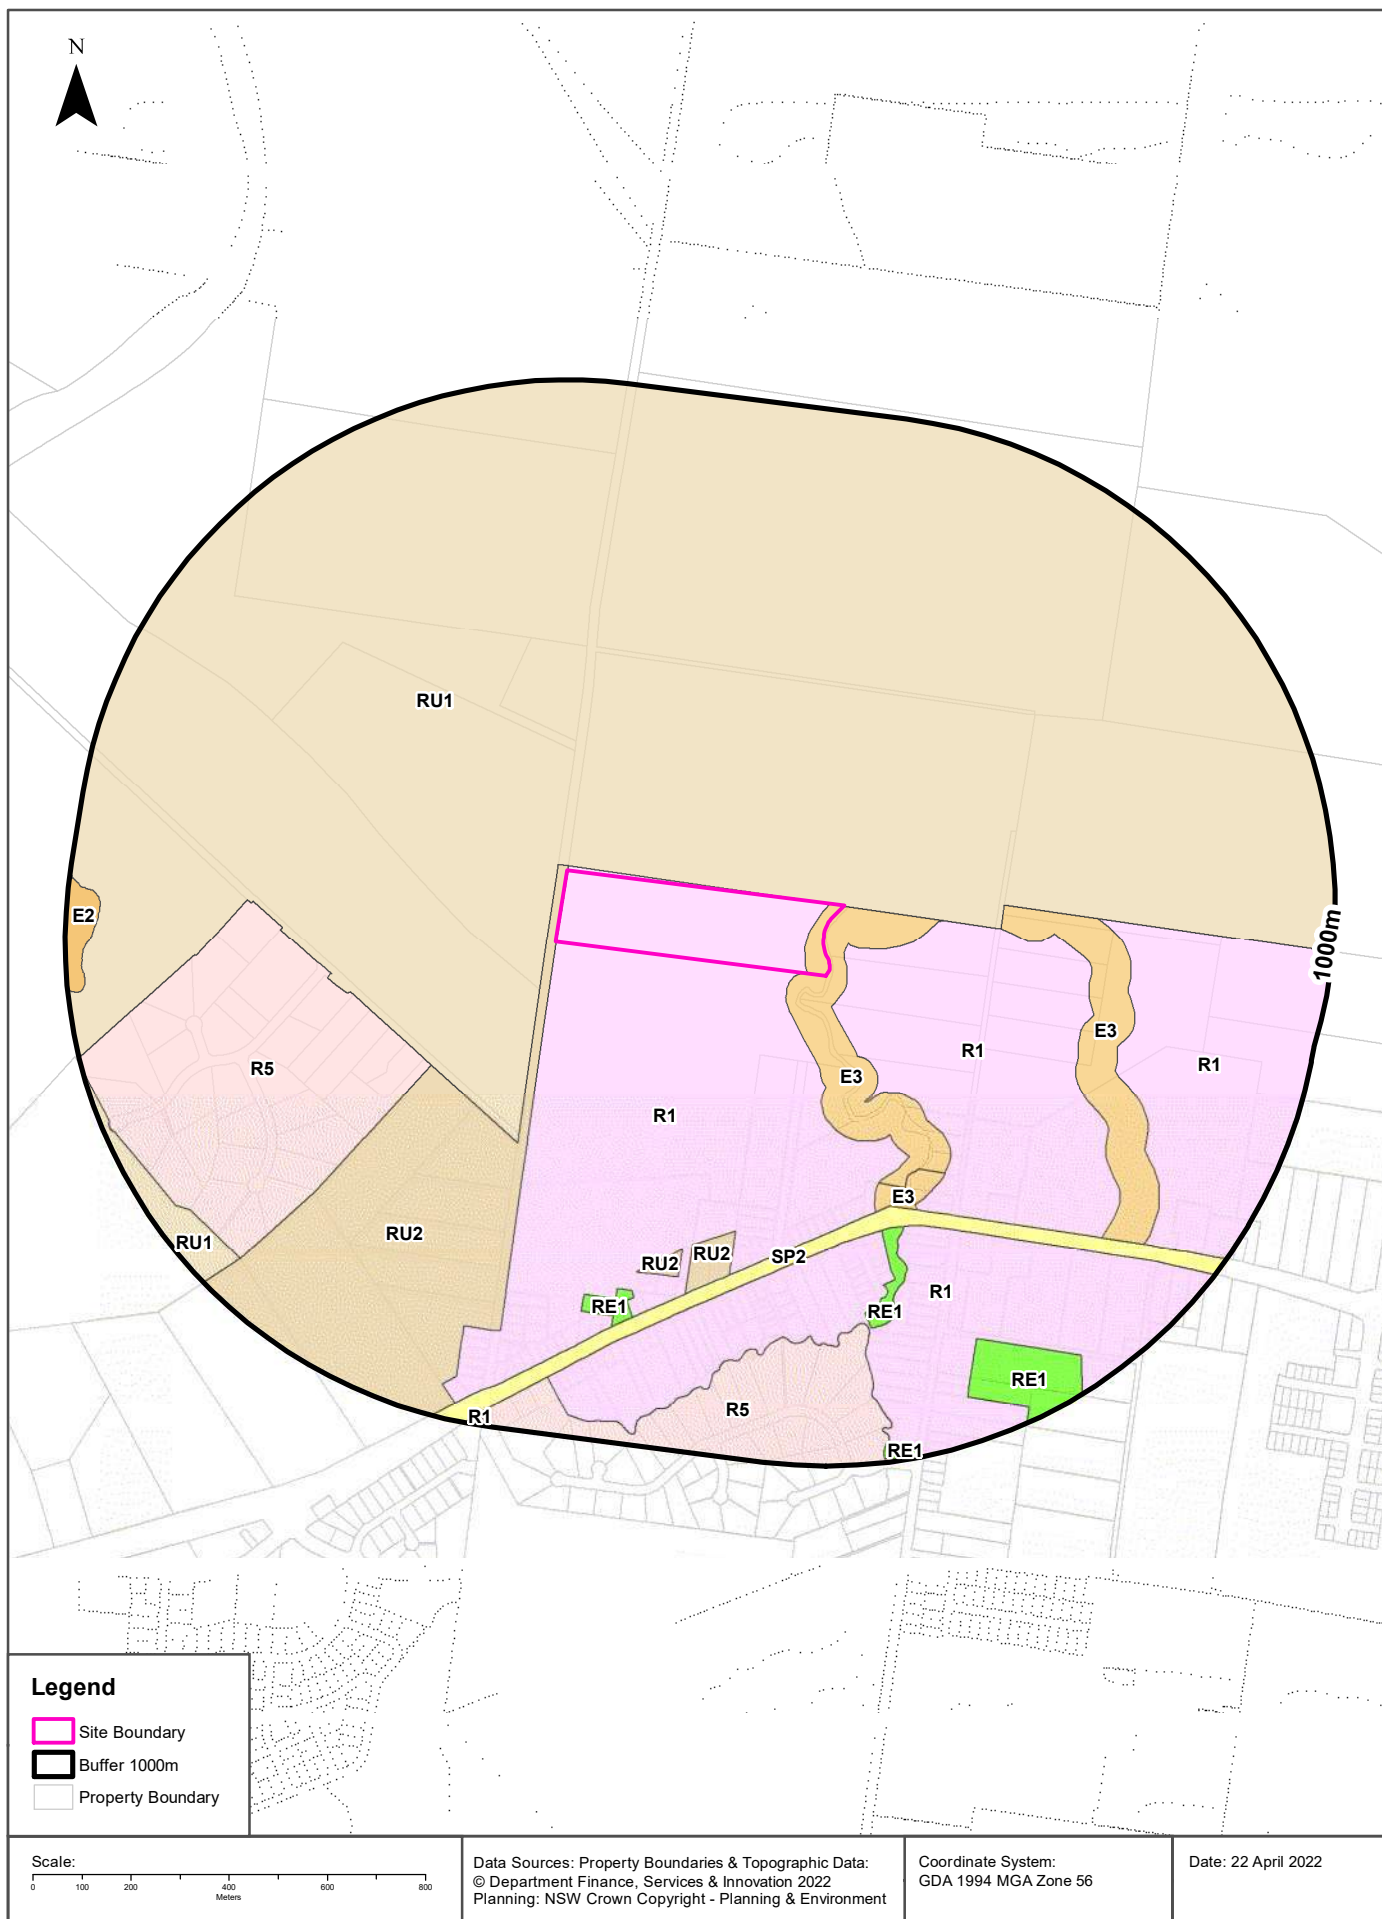 N
RU1
1000m
E2
E3
R1
R1
R5
E3
R1
E3
RU2
RU1
RU2
RU2
SP2
RE1
RE1
R1
RE1
R5
R1
RE1
Legend
Site Boundary
Buffer 1000m
Property Boundary
Scale:
0 100 200 400 600 800
Meters
Data Sources: Property Boundaries & Topographic Data:
© Department Finance, Services & Innovation 2022
Planning: NSW Crown Copyright - Planning & Environment
Coordinate System:
GDA 1994 MGA Zone 56
Date: 22 April 2022